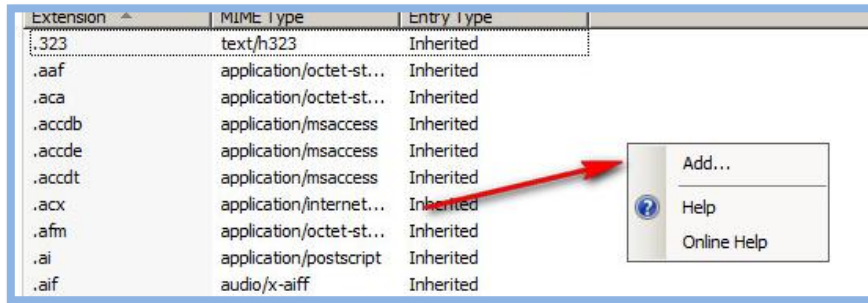 Extension MIME Type Entry Type
.323 text/h323 Inherited
.aaf application/octet-st... Inherited
.aca application/octet-st... Inherited
.accdb application/msaccess Inherited
.accde application/msaccess Inherited
.accdt application/msaccess Inherited
.acx application/internet... Inherited
.afm application/octet-st... Inherited
.ai application/postscript Inherited
.aif audio/x-aiff Inherited
Add...
Help
Online Help